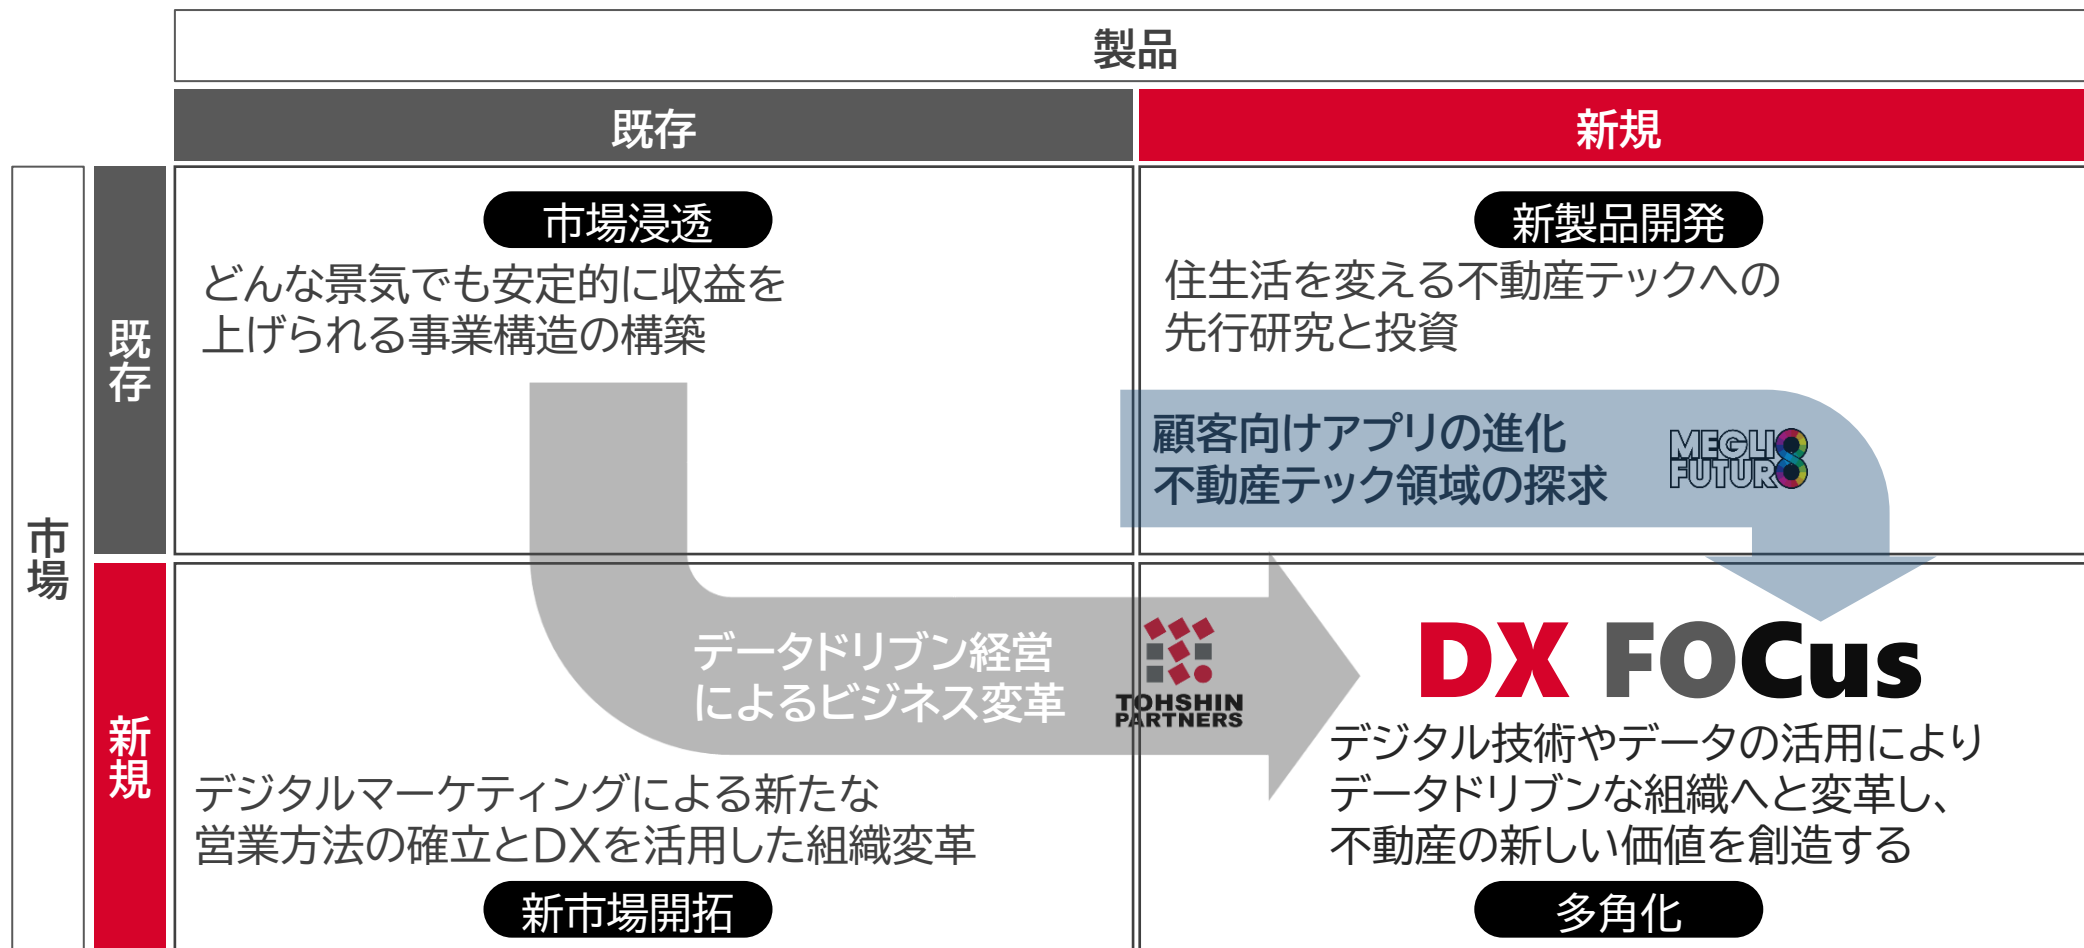 製品
既存
新規
市場
既存
新規
市場浸透
どんな景気でも安定的に収益を
上げられる事業構造の構築
新製品開発
住生活を変える不動産テックへの
先行研究と投資
顧客向けアプリの進化
不動産テック領域の探求
MEGLIO
FUTURO
データドリブン経営
によるビジネス変革
TOHSHIN
PARTNERS
デジタルマーケティングによる新たな
営業方法の確立とDXを活用した組織変革
新市場開拓
DX FOCus
デジタル技術やデータの活用により
データドリブンな組織へと変革し、
不動産の新しい価値を創造する
多角化